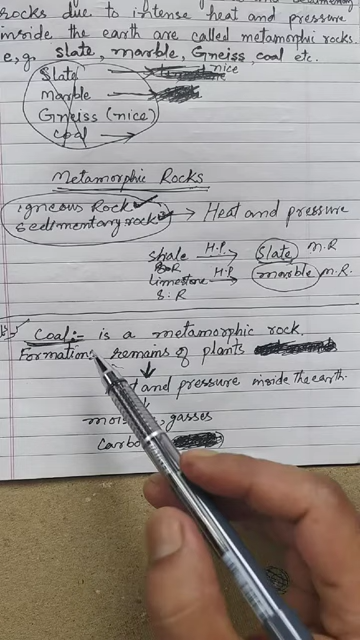 rocks due to intense heat and pressure
inside the earth are called metamorphic rocks.
e,g. slate, marble, Gneiss, coal etc.
Slate nice
Marble
Gneiss (nice)
coal →
Metamorphic Rocks
igneous Rock ✓
sedimentary rock ✓ → Heat and pressure
shale H.P. → Slate M.R
S.R
limestone H.P → marble M.R.
S.R
Coal:- is a metamorphic rock.
Formation: remains of plants
↓
and pressure inside the earth.
↓
, gasses